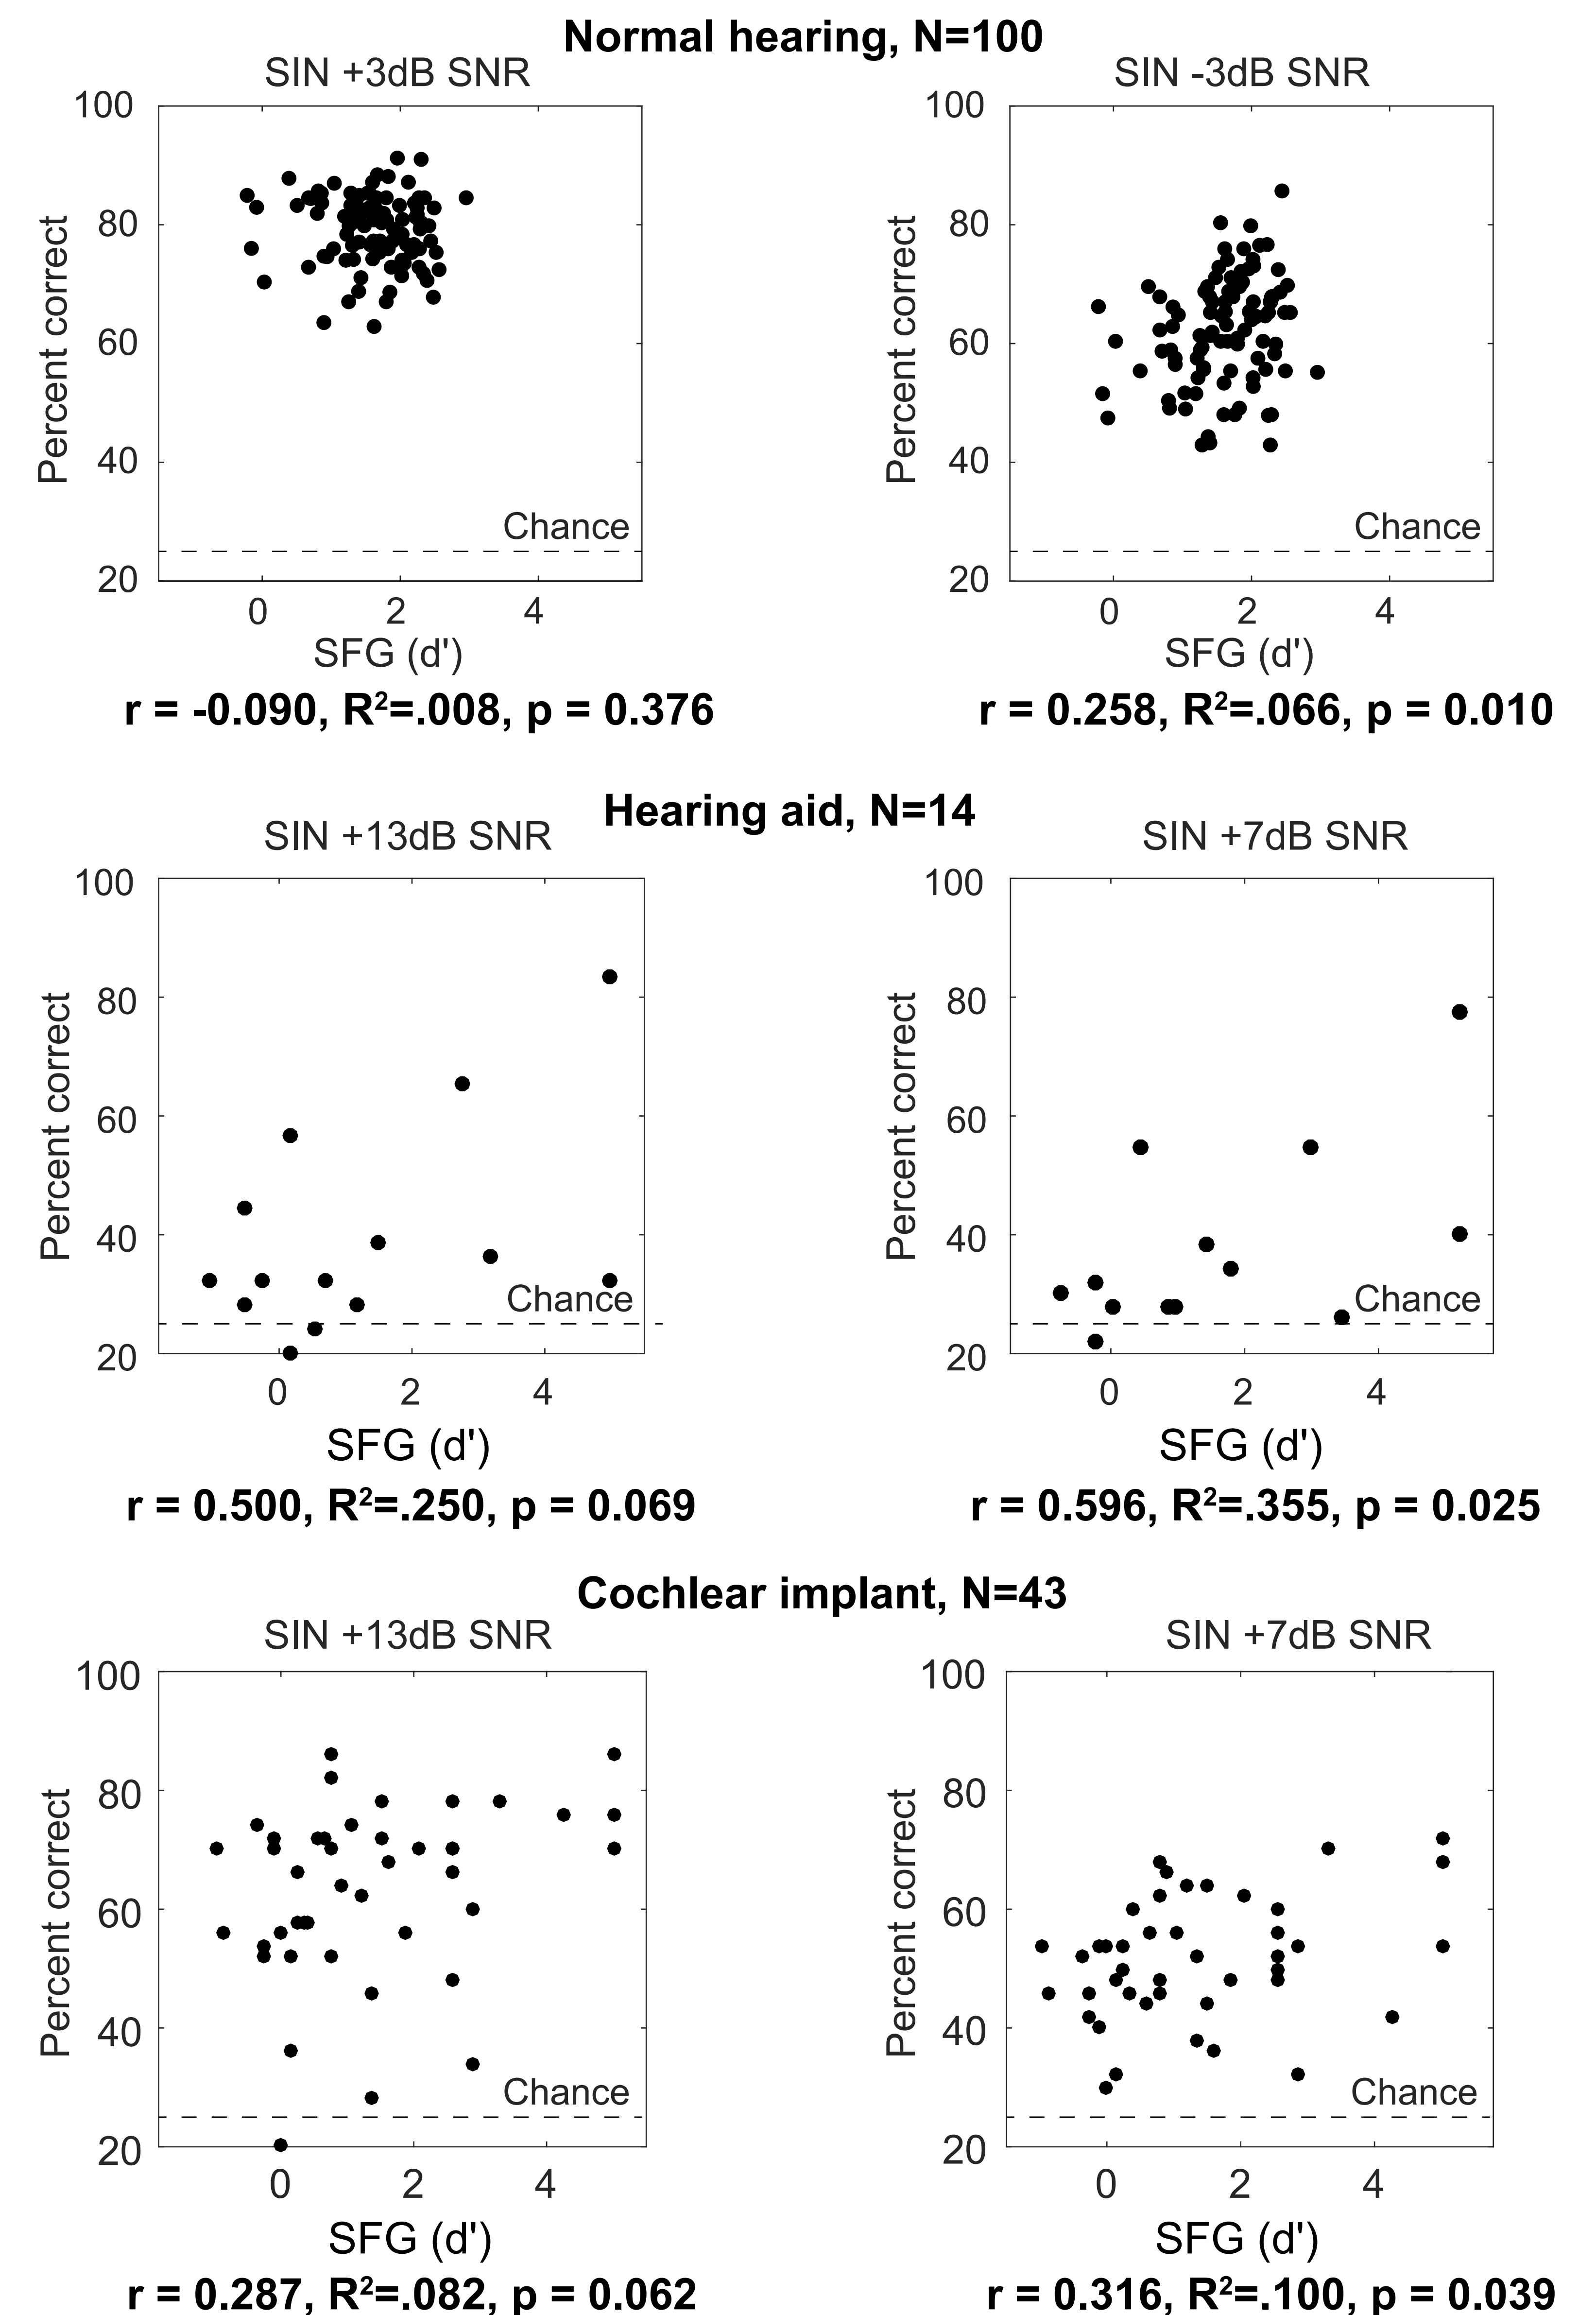 Normal hearing, N=100
SIN +3dB SNR
100
80
60
40
20
Percent correct
Chance
0 2 4
SFG (d')
r = -0.090, R²=.008, p = 0.376
SIN -3dB SNR
100
80
60
40
20
Percent correct
Chance
0 2 4
SFG (d')
r = 0.258, R²=.066, p = 0.010
Hearing aid, N=14
SIN +13dB SNR
100
80
60
40
20
Percent correct
Chance
0 2 4
SFG (d')
r = 0.500, R²=.250, p = 0.069
SIN +7dB SNR
100
80
60
40
20
Percent correct
Chance
0 2 4
SFG (d')
r = 0.596, R²=.355, p = 0.025
Cochlear implant, N=43
SIN +13dB SNR
100
80
60
40
20
Percent correct
Chance
0 2 4
SFG (d')
r = 0.287, R²=.082, p = 0.062
SIN +7dB SNR
100
80
60
40
20
Percent correct
Chance
0 2 4
SFG (d')
r = 0.316, R²=.100, p = 0.039